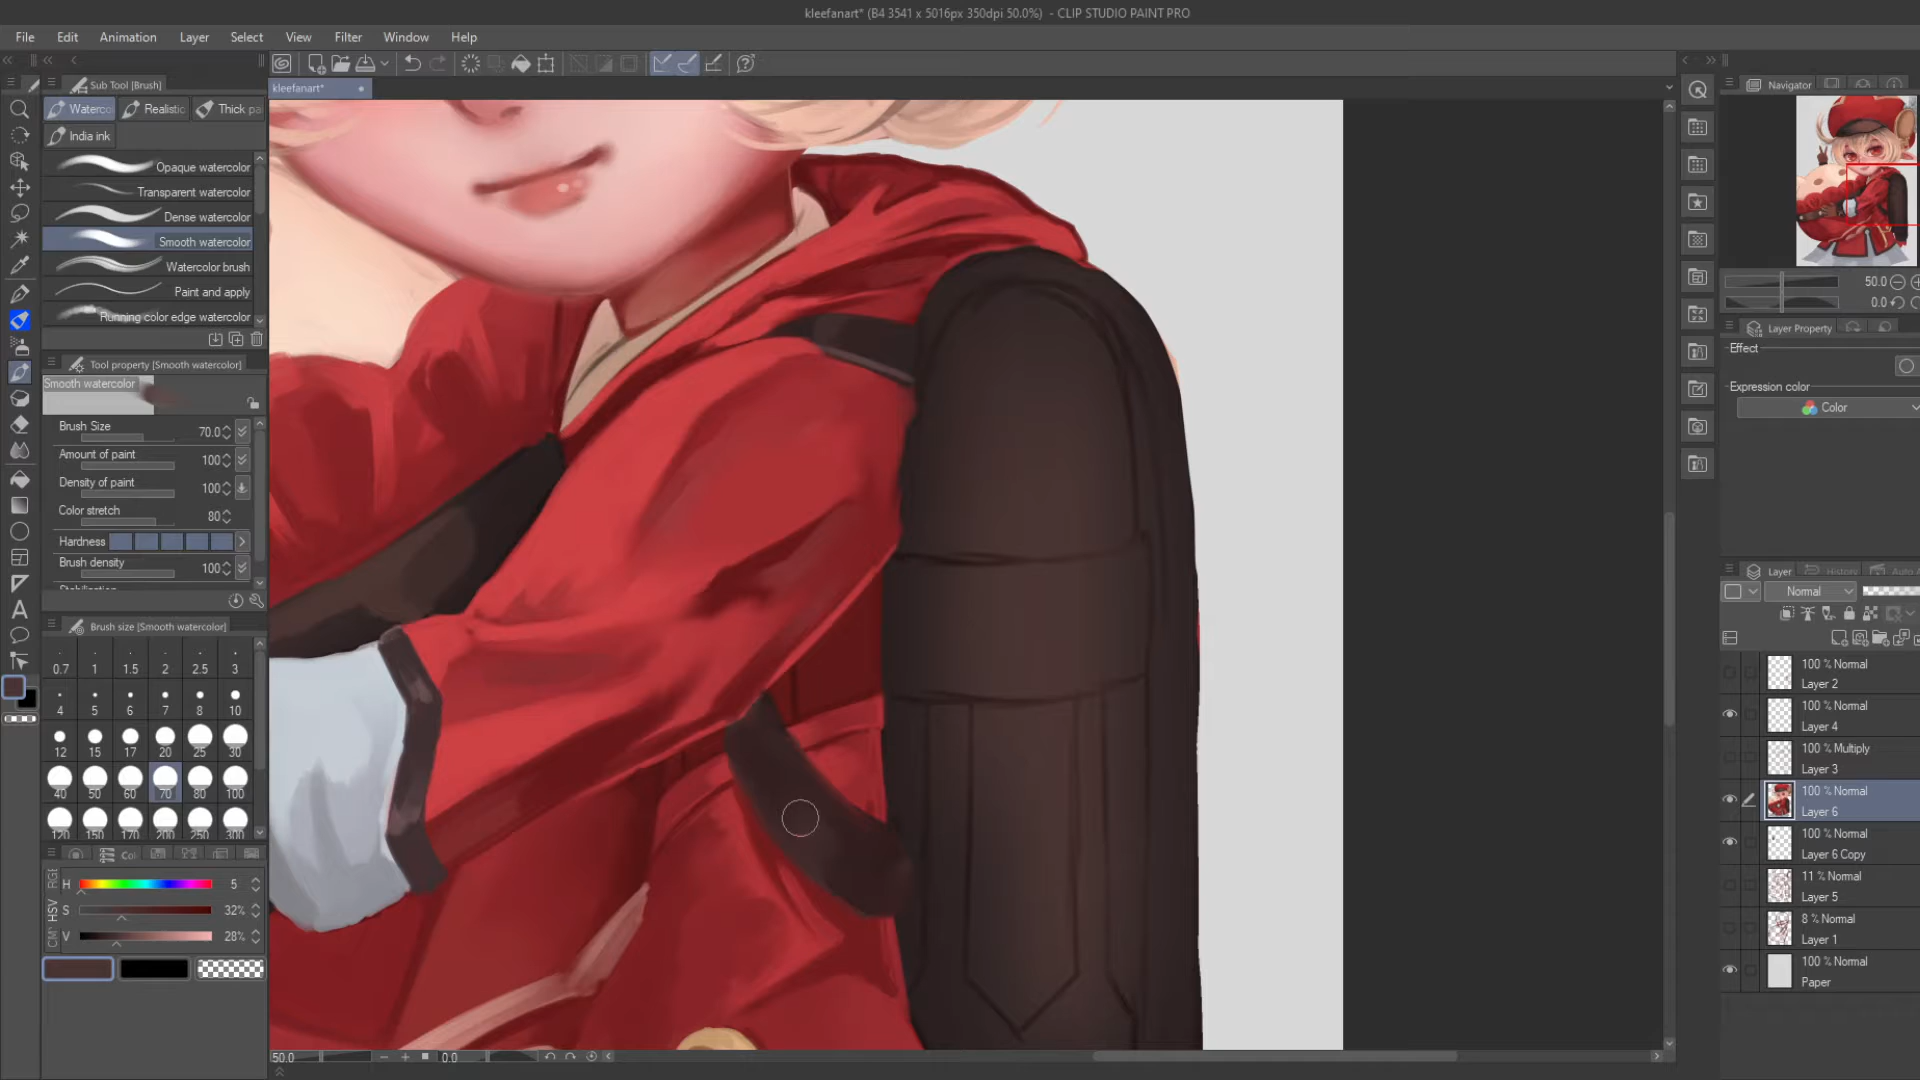 kleefanart* (B4 3541 x 5016px 350dpi 50.0%) - CLIP STUDIO PAINT PRO
File Edit Animation Layer Select View Filter Window Help
Sub Tool [Brush]
Waterco Realistic Thick pa
India ink
Opaque watercolor
Transparent watercolor
Dense watercolor
Smooth watercolor
Watercolor brush
Paint and apply
Running color edge watercolor
Tool property [Smooth watercolor]
Smooth watercolor
Brush Size 70.0
Amount of paint 100
Density of paint 100
Color stretch 80
Hardness
Brush density 100
Stabilization
Brush size [Smooth watercolor]
0.7 1 1.5 2 2.5 3
4 5 6 7 8 10
12 15 17 20 25 30
40 50 60 70 80 100
120 150 170 200 250 300
Col
RGB
HSV
CM
H 5
S 32%
V 28%
kleefanart*
50.0 0.0
Navigator
50.0
0.0
Layer Property
Effect
Expression color
Color
Layer History Auto A
Normal
100 % Normal
Layer 2
100 % Normal
Layer 4
100 % Multiply
Layer 3
100 % Normal
Layer 6
100 % Normal
Layer 6 Copy
11 % Normal
Layer 5
8 % Normal
Layer 1
100 % Normal
Paper